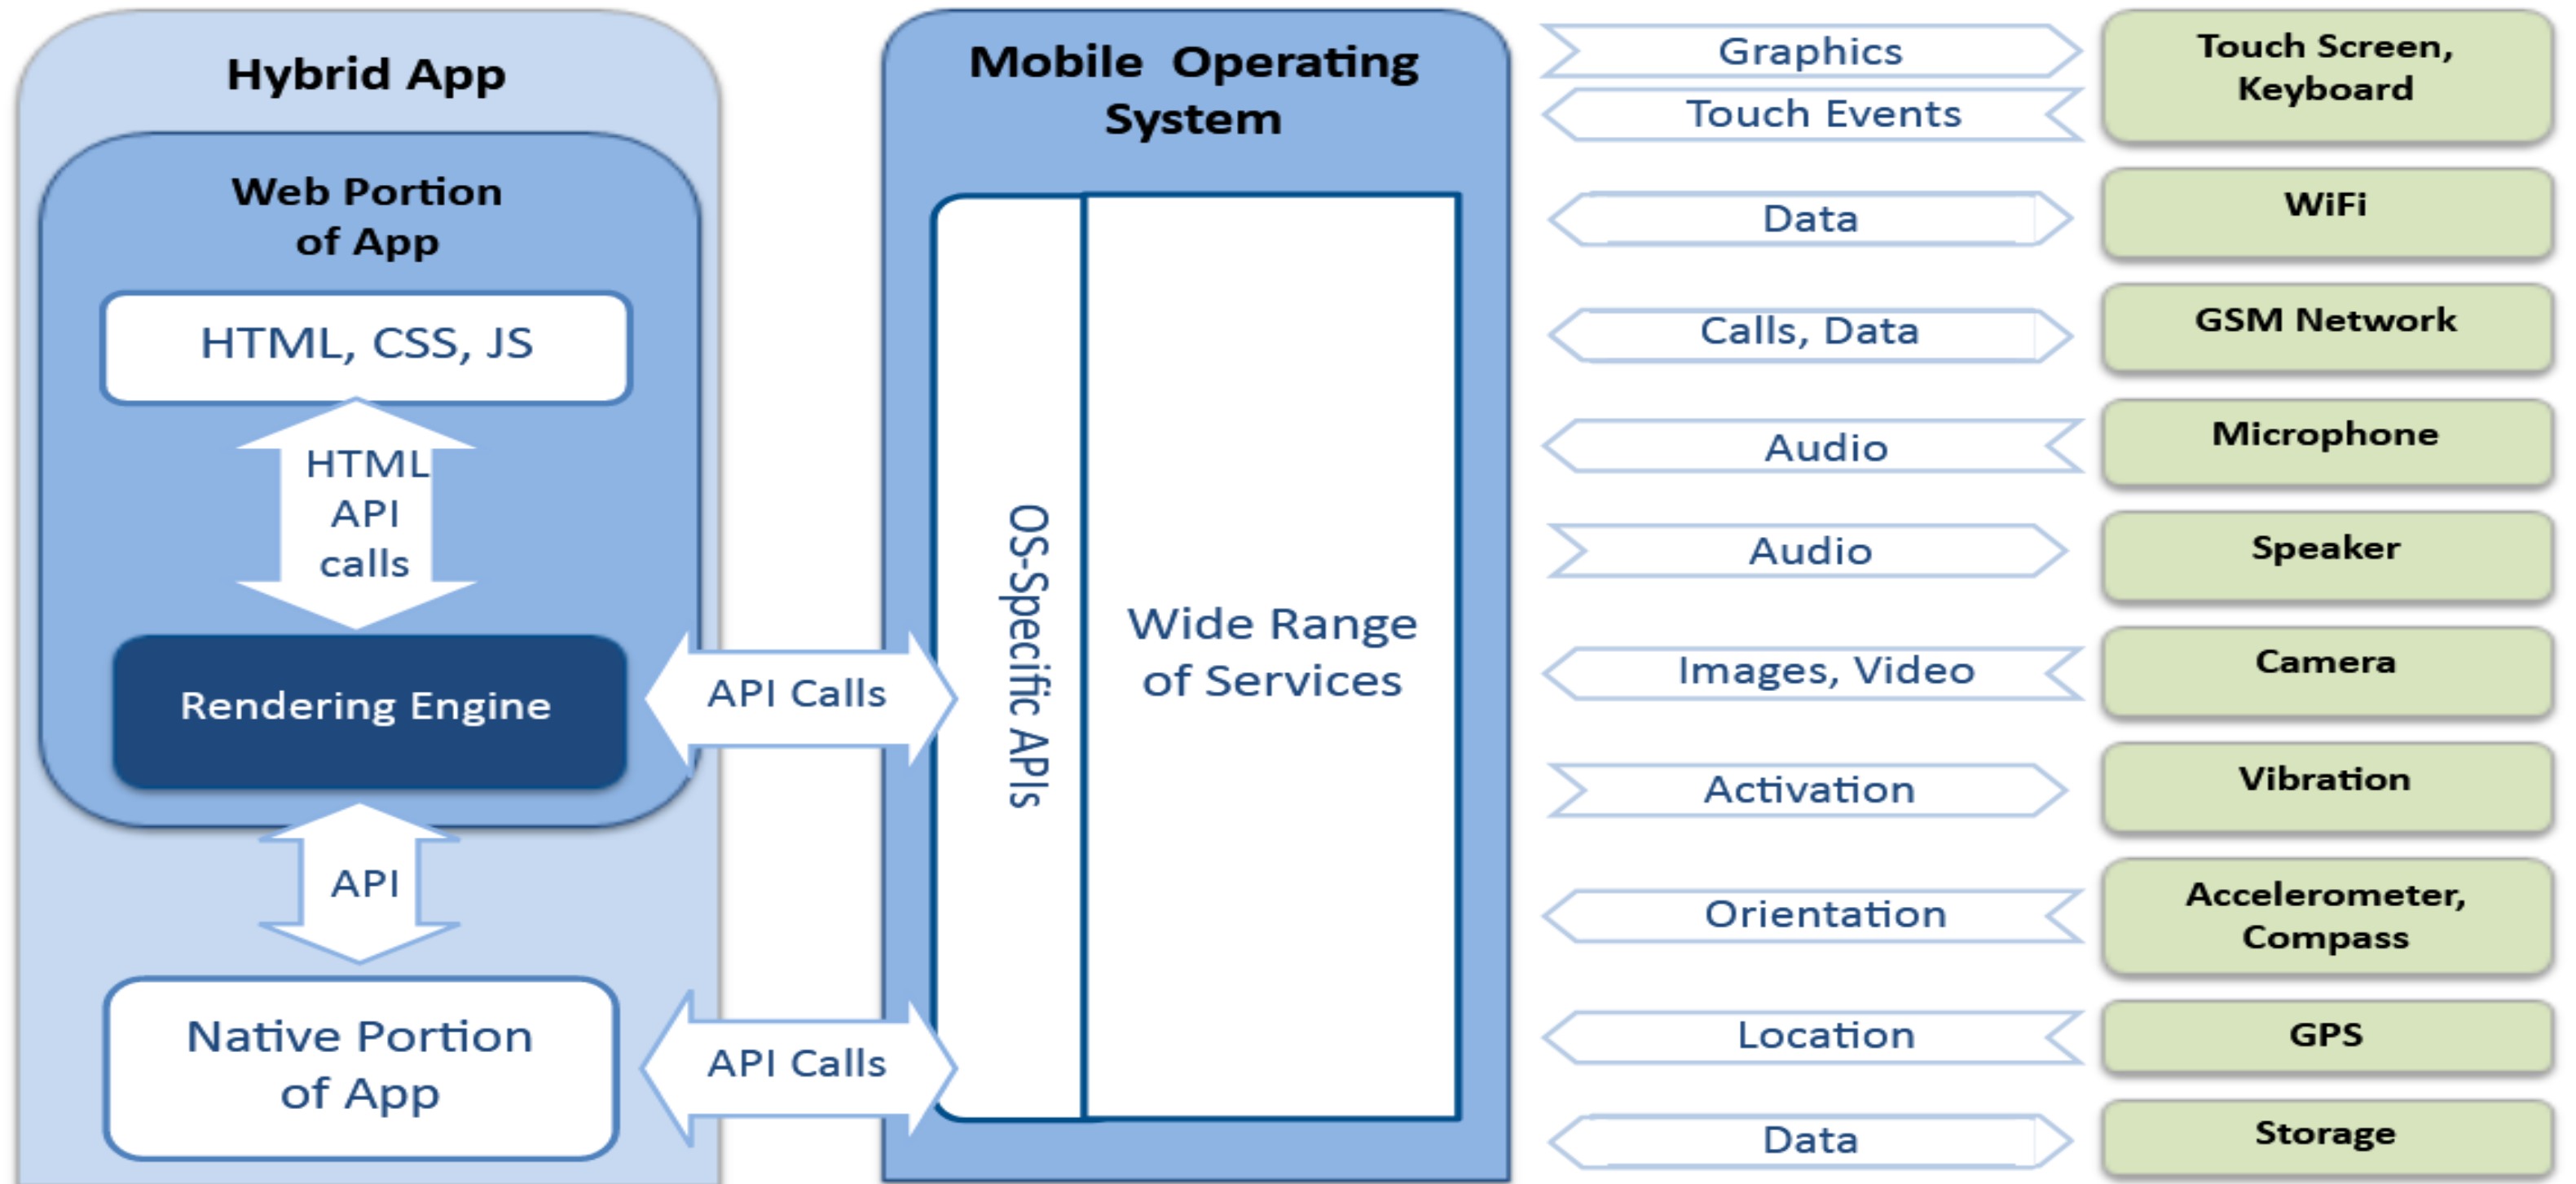 Hybrid App
Web Portion
of App
HTML, CSS, JS
HTML
API
calls
Rendering Engine
API
Native Portion
of App
API Calls
API Calls
Mobile Operating
System
OS-Specific APIs
Wide Range
of Services
Graphics
Touch Events
Touch Screen,
Keyboard
Data
WiFi
Calls, Data
GSM Network
Audio
Microphone
Audio
Speaker
Images, Video
Camera
Activation
Vibration
Orientation
Accelerometer,
Compass
Location
GPS
Data
Storage